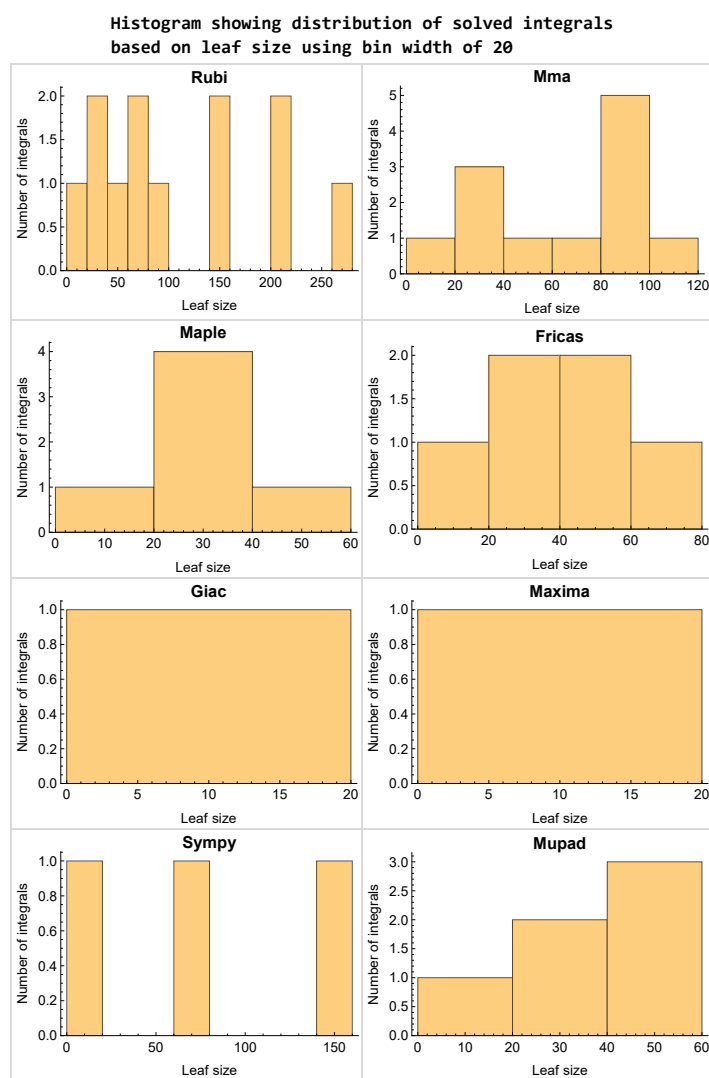 Histogram showing distribution of solved integrals
based on leaf size using bin width of 20
Rubi
Number of integrals
2.0
1.5
1.0
0.5
0.0
0 50 100 150 200 250
Leaf size
Mma
Number of integrals
5
4
3
2
1
0
0 20 40 60 80 100 120
Leaf size
Maple
Number of integrals
4
3
2
1
0
0 10 20 30 40 50 60
Leaf size
Fricas
Number of integrals
2.0
1.5
1.0
0.5
0.0
0 20 40 60 80
Leaf size
Giac
Number of integrals
1.0
0.8
0.6
0.4
0.2
0.0
0 5 10 15 20
Leaf size
Maxima
Number of integrals
1.0
0.8
0.6
0.4
0.2
0.0
0 5 10 15 20
Leaf size
Sympy
Number of integrals
1.0
0.8
0.6
0.4
0.2
0.0
0 50 100 150
Leaf size
Mupad
Number of integrals
3.0
2.5
2.0
1.5
1.0
0.5
0.0
0 10 20 30 40 50 60
Leaf size